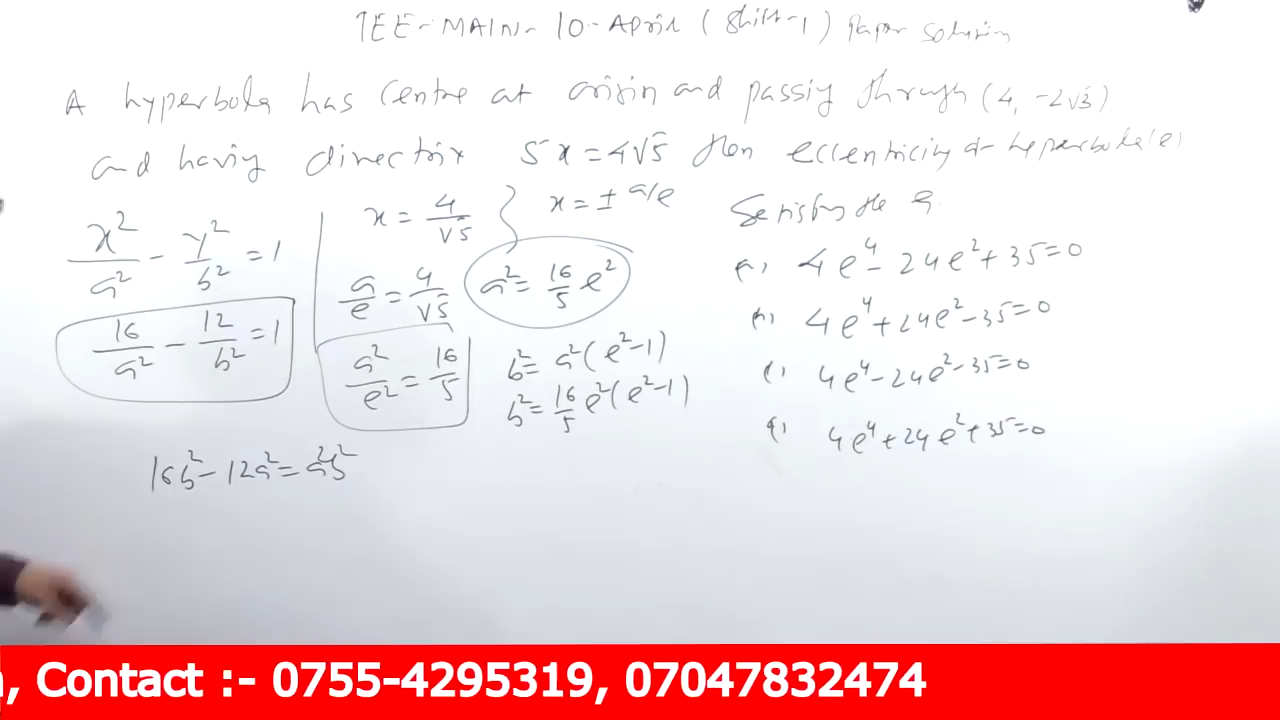 JEE-MAIN- 10-April (Shift-1) Paper solution
A hyperbola has centre at origin and passig through (4, -2√3)
and havig directrix 5x=4√5 then eccentricity of hyperbola(e)
Satisfy the q.
x²/a² - y²/b² = 1
16/a² - 12/b² = 1
16b² - 12a² = a²b²
x = 4/√5
a/e = 4/√5
a²/e² = 16/5
x = ± a/e
a² = 16/5 e²
b² = a²(e²-1)
b² = 16/5 e²(e²-1)
4e⁴ - 24e² + 35 = 0
4e⁴ + 24e² - 35 = 0
4e⁴ - 24e² - 35 = 0
4e⁴ + 24e² + 35 = 0
, Contact :- 0755-4295319, 07047832474